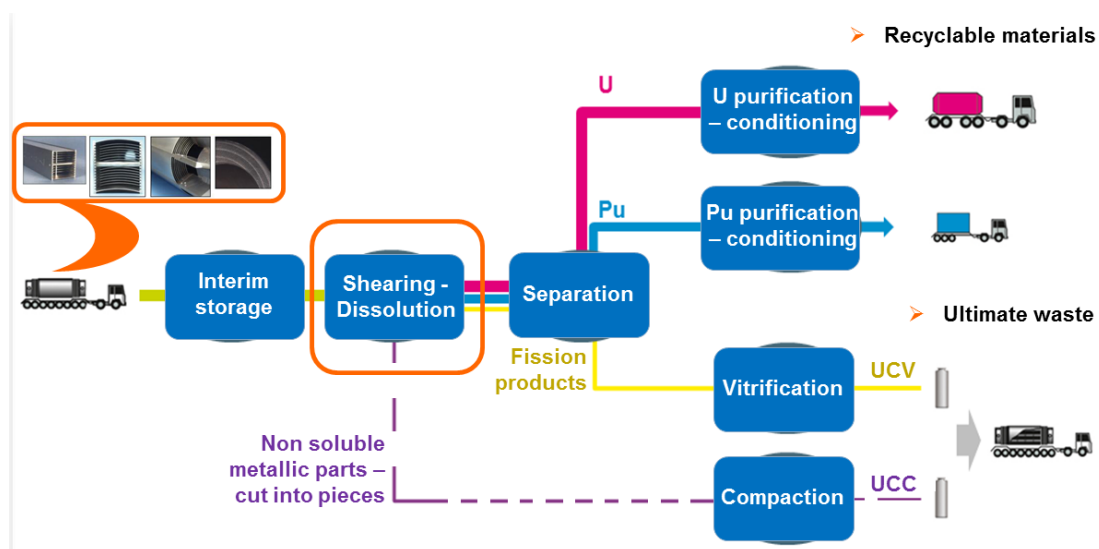 ➢ Recyclable materials
U
U purification
– conditioning
Pu
Pu purification
– conditioning
Interim
storage
Shearing -
Dissolution
Separation
➢ Ultimate waste
Fission
products
Vitrification
UCV
Non soluble
metallic parts –
cut into pieces
Compaction
UCC